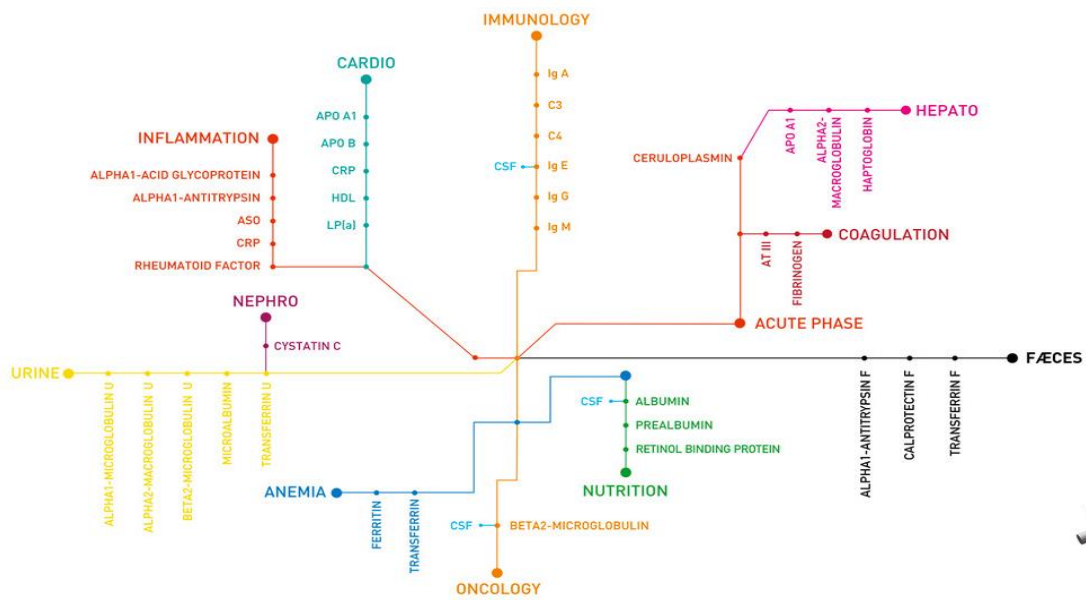 IMMUNOLOGY
Ig A
C3
C4
CSF
Ig E
Ig G
Ig M
CARDIO
APO A1
APO B
CRP
HDL
LP(a)
INFLAMMATION
ALPHA1-ACID GLYCOPROTEIN
ALPHA1-ANTITRYPSIN
ASO
CRP
RHEUMATOID FACTOR
HEPATO
CERULOPLASMIN
APO A1
ALPHA2-
MACROGLOBULIN
HAPTOGLOBIN
COAGULATION
AT III
FIBRINOGEN
ACUTE PHASE
NEPHRO
CYSTATIN C
URINE
ALPHA1-MICROGLOBULIN U
ALPHA2-MACROGLOBULIN U
BETA2-MICROGLOBULIN U
MICROALBUMIN
TRANSFERRIN U
FÆCES
ALPHA1-ANTITRYPSIN F
CALPROTECTIN F
TRANSFERRIN F
CSF
ALBUMIN
PREALBUMIN
RETINOL BINDING PROTEIN
NUTRITION
ANEMIA
FERRITIN
TRANSFERRIN
CSF
BETA2-MICROGLOBULIN
ONCOLOGY